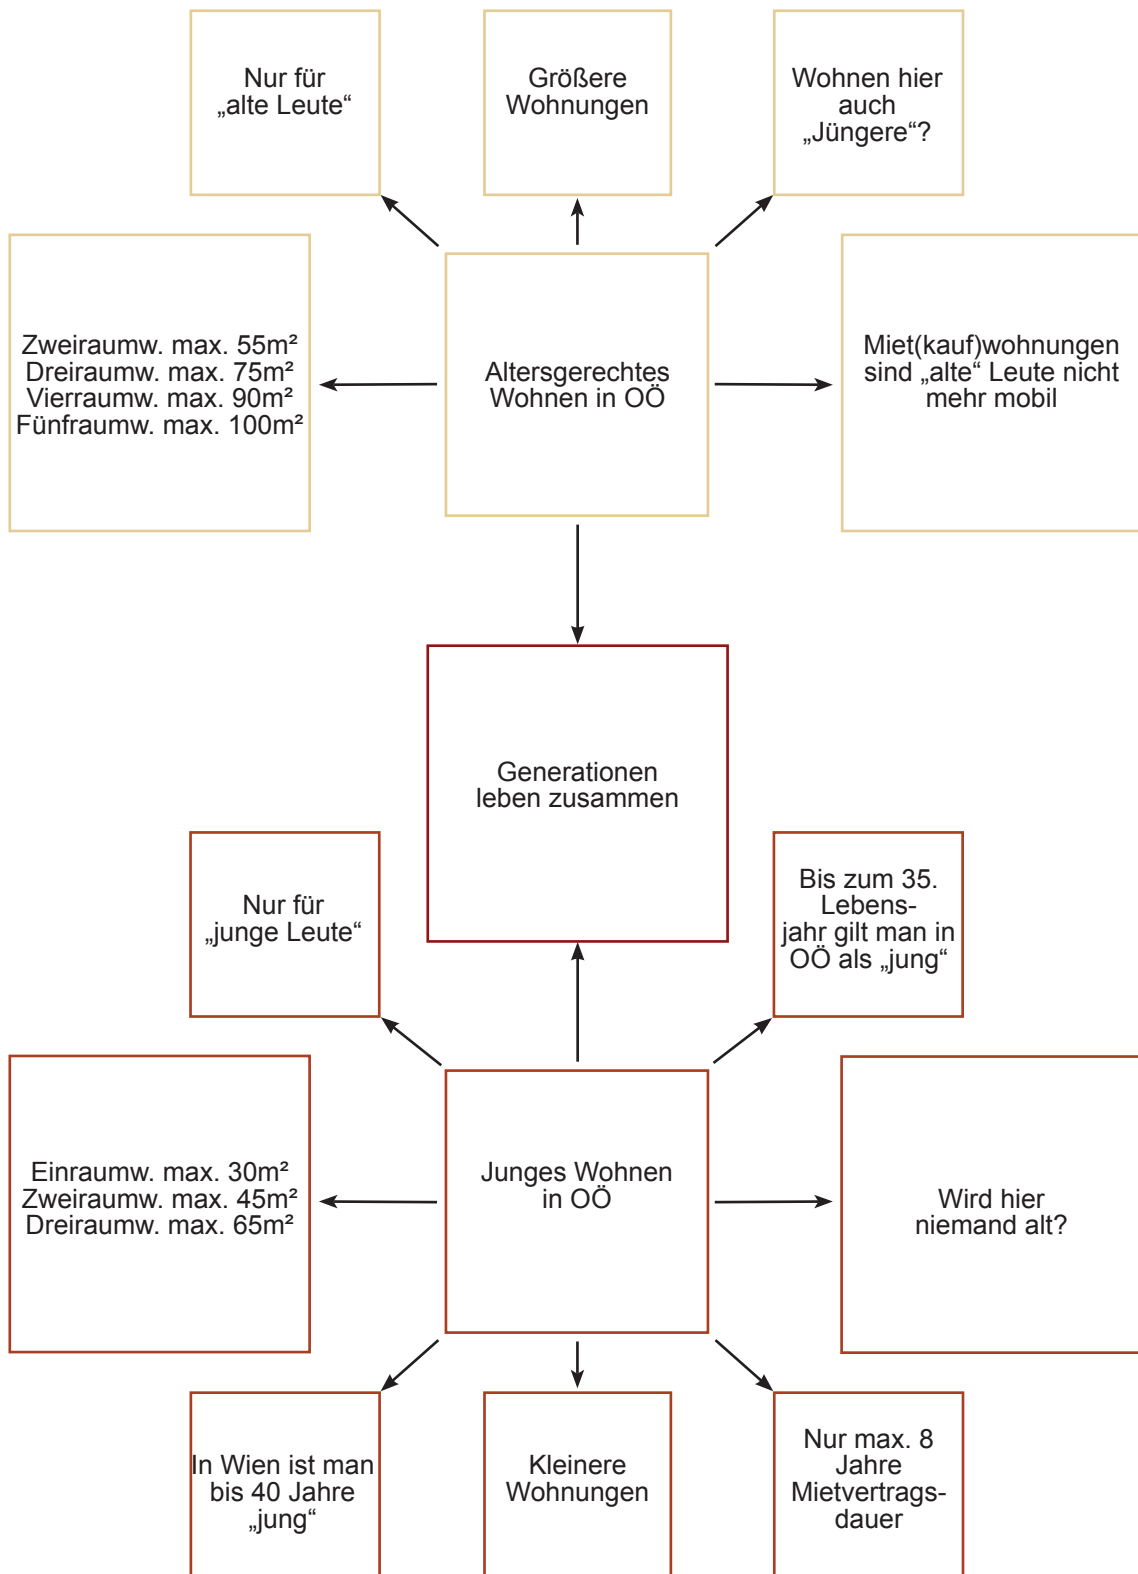 Nur für
„alte Leute“
Größere
Wohnungen
Wohnen hier
auch
„Jüngere“?
Zweiraumw. max. 55m²
Dreiraumw. max. 75m²
Vierraumw. max. 90m²
Fünfraumw. max. 100m²
Altersgerechtes
Wohnen in OÖ
Miet(kauf)wohnungen
sind „alte“ Leute nicht
mehr mobil
Generationen
leben zusammen
Nur für
„junge Leute“
Bis zum 35.
Lebens-
jahr gilt man in
OÖ als „jung“
Einraumw. max. 30m²
Zweiraumw. max. 45m²
Dreiraumw. max. 65m²
Junges Wohnen
in OÖ
Wird hier
niemand alt?
In Wien ist man
bis 40 Jahre
„jung“
Kleinere
Wohnungen
Nur max. 8
Jahre
Mietvertrags-
dauer